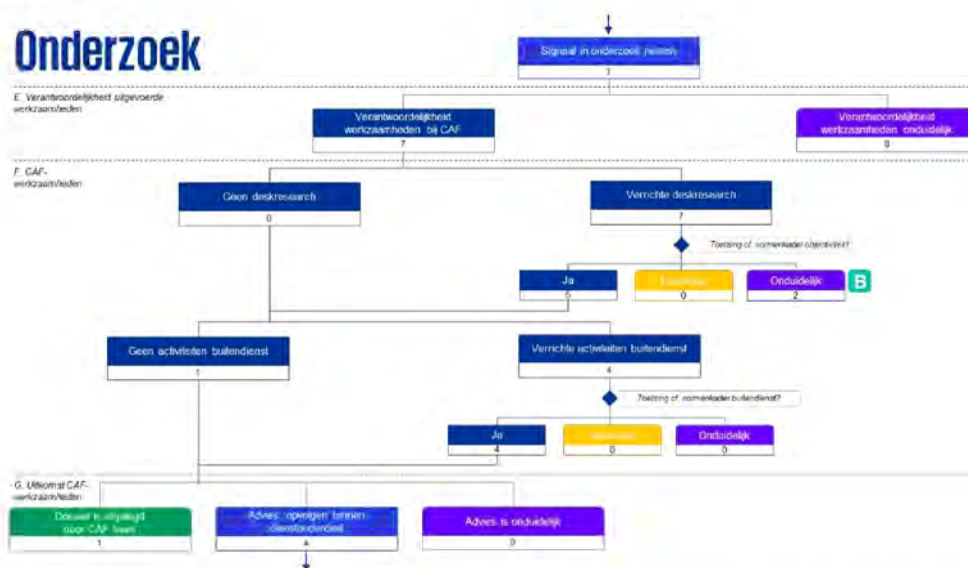 Onderzoek
Signaal in onderzoek nemen
7
E. Verantwoordelijkheid uitgevoerde
werkzaamheden
Verantwoordelijkheid
werkzaamheden bij CAF
7
Verantwoordelijkheid
werkzaamheden onduidelijk
0
F. CAF-
werkzaamheden
Geen deskresearch
0
Verrichte deskresearch
7
Toetsing cf. normenkader objectiviteit?
Ja
5
0
Onduidelijk
2
B
Geen activiteiten buitendienst
1
Verrichte activiteiten buitendienst
4
Toetsing cf. normenkader buitendienst?
Ja
4
0
Onduidelijk
0
G. Uitkomst CAF-
werkzaamheden
Dossier is afgelegd
door CAF team
1
Advies: opvolgen binnen
dienstonderdeel
4
Advies is onduidelijk
0